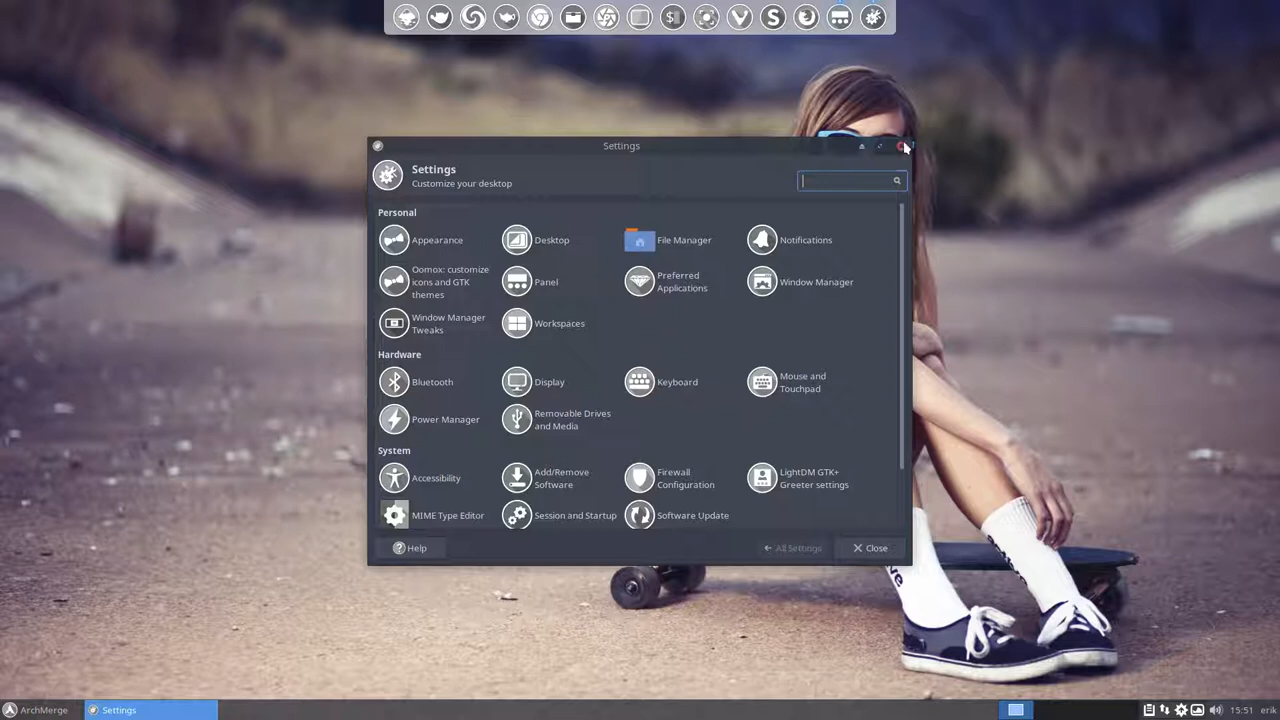 Settings
Settings
Customize your desktop
Personal
Appearance
Desktop
File Manager
Notifications
Oomox: customize
icons and GTK
themes
Panel
Preferred
Applications
Window Manager
Window Manager
Tweaks
Workspaces
Hardware
Bluetooth
Display
Keyboard
Mouse and
Touchpad
Power Manager
Removable Drives
and Media
System
Accessibility
Add/Remove
Software
Firewall
Configuration
LightDM GTK+
Greeter settings
MIME Type Editor
Session and Startup
Software Update
Help
All Settings
Close
ArchMerge
Settings
15:51
erik